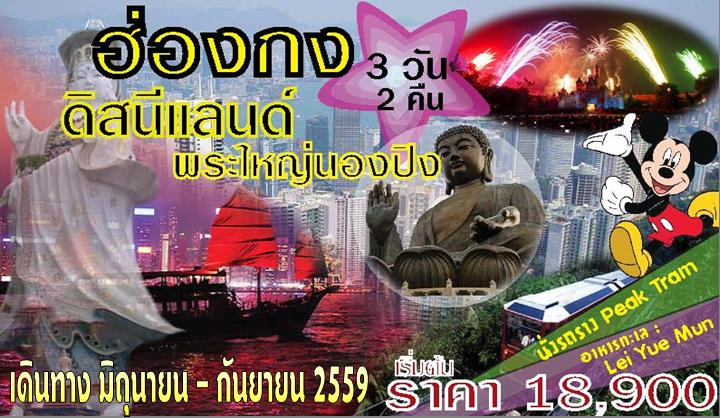 ฮ่องกง
3 วัน
2 คืน
ดิสนีแลนด์
พระใหญ่นองปิง
นั่งรถราง Peak Tram
อาหารทะเล :
Lei Yue Mun
เดินทาง มิถุนายน – กันยายน 2559
เริ่มต้น
ราคา 18,900